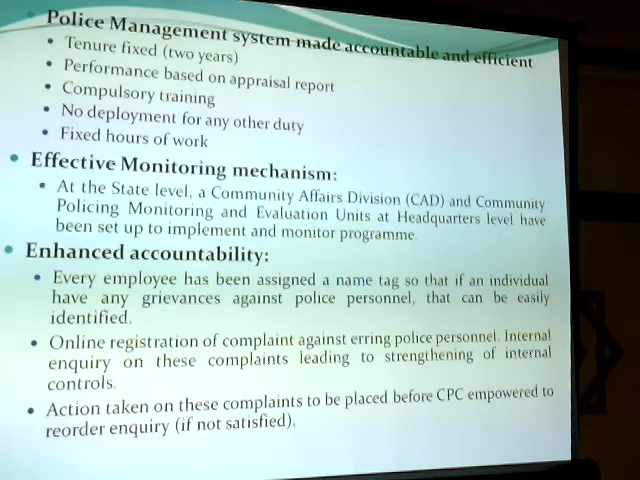 • Police Management system made accountable and efficient
• Tenure fixed (two years)
• Performance based on appraisal report
• Compulsory training
• No deployment for any other duty
• Fixed hours of work
• Effective Monitoring mechanism:
• At the State level, a Community Affairs Division (CAD) and Community
Policing Monitoring and Evaluation Units at Headquarters level have
been set up to implement and monitor programme.
• Enhanced accountability:
• Every employee has been assigned a name tag so that if an individual
have any grievances against police personnel, that can be easily
identified.
• Online registration of complaint against erring police personnel. Internal
enquiry on these complaints leading to strengthening of internal
controls.
• Action taken on these complaints to be placed before CPC empowered to
reorder enquiry (if not satisfied).